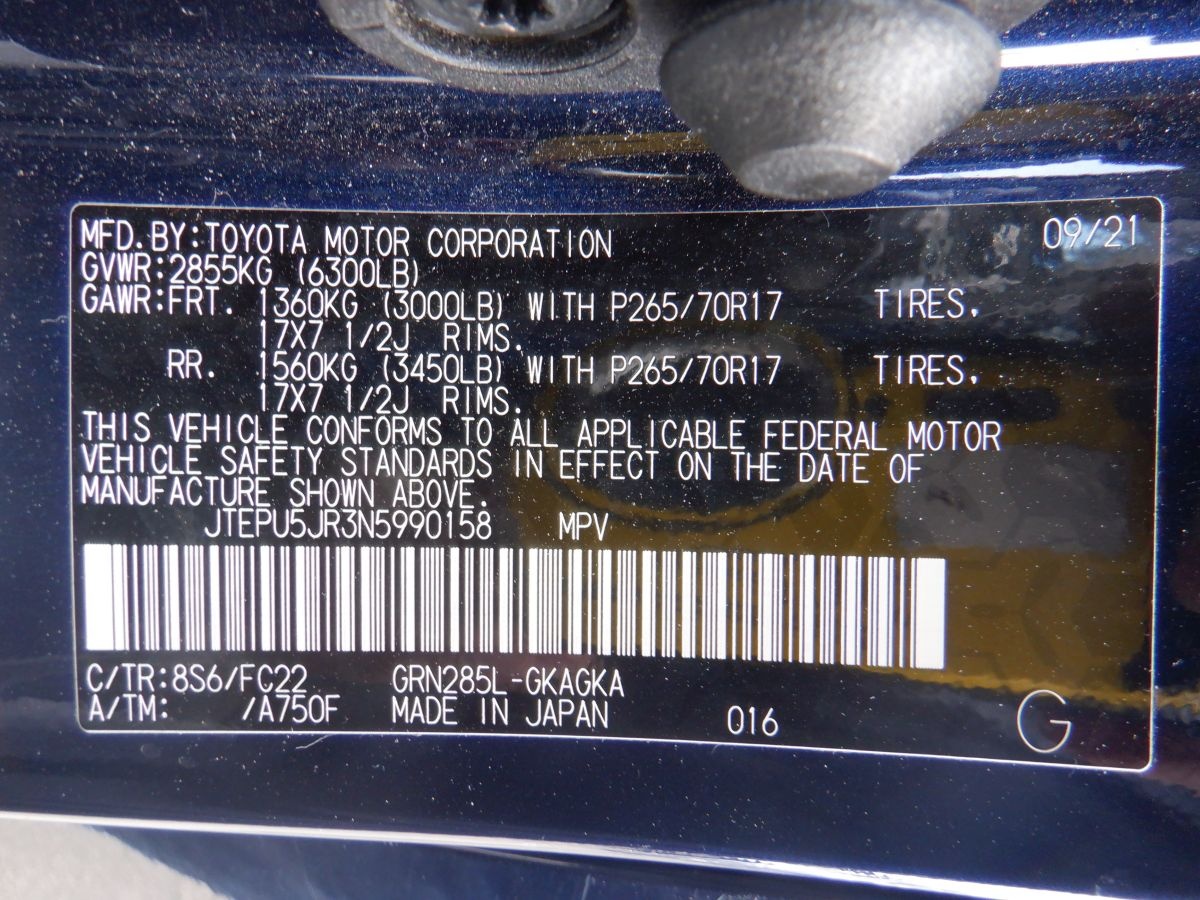 MFD.BY:TOYOTA MOTOR CORPORATION 09/21
GVWR:2855KG (6300LB)
GAWR:FRT. 1360KG (3000LB) WITH P265/70R17 TIRES,
17X7 1/2J RIMS.
RR. 1560KG (3450LB) WITH P265/70R17 TIRES,
17X7 1/2J RIMS.
THIS VEHICLE CONFORMS TO ALL APPLICABLE FEDERAL MOTOR
VEHICLE SAFETY STANDARDS IN EFFECT ON THE DATE OF
MANUFACTURE SHOWN ABOVE.
JTEPU5JR3N5990158 MPV
C/TR:8S6/FC22 GRN285L-GKAGKA
A/TM: /A750F MADE IN JAPAN 016 G